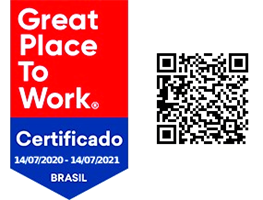 Great
Place
To
Work®
Certificado
14/07/2020 - 14/07/2021
BRASIL